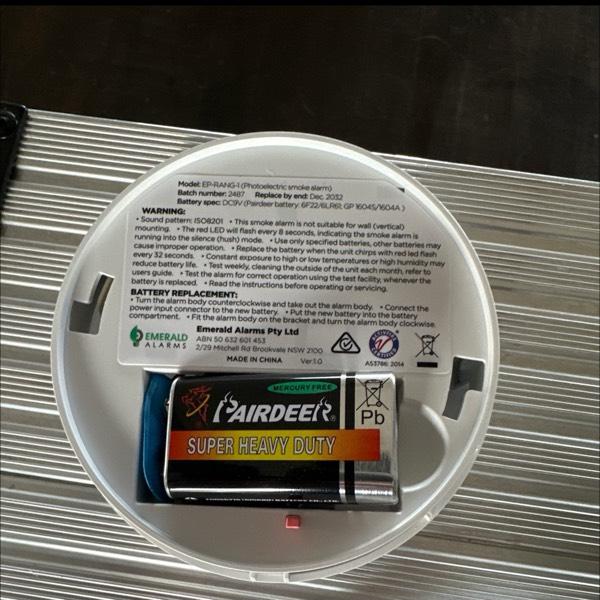 Model: EP-RANG-1 (Photoelectric smoke alarm)
Batch number: 2487 Replace by end: Dec. 2032
Battery spec: DC9V (Pairdeer battery: 6F22/6LR61; GP 1604S/1604A )
WARNING:
• Sound pattern: ISO8201 • This smoke alarm is not suitable for wall (vertical)
mounting. • The red LED will flash every 8 seconds, indicating the smoke alarm is
running into the silence (hush) mode. • Use only specified batteries, other batteries may
cause improper operation. • Replace the battery when the unit chirps with red led flash
every 32 seconds. • Constant exposure to high or low temperatures or high humidity may
reduce battery life. • Test weekly, cleaning the outside of the unit each month, refer to
users guide. • Test the alarm for correct operation using the test facility, whenever the
battery is replaced. • Read the instructions before operating or servicing.
BATTERY REPLACEMENT:
• Turn the alarm body counterclockwise and take out the alarm body. • Connect the
power input connector to the new battery. • Put the new battery into the battery
compartment. • Fit the alarm body on the bracket and turn the alarm body clockwise.
EMERALD
ALARMS
Emerald Alarms Pty Ltd
ABN 50 632 601 453
2/29 Mitchell Rd Brookvale NSW 2100
MADE IN CHINA Ver:1.0
AS3786: 2014
MERCURY FREE
PAIRDEER
SUPER HEAVY DUTY
Pb